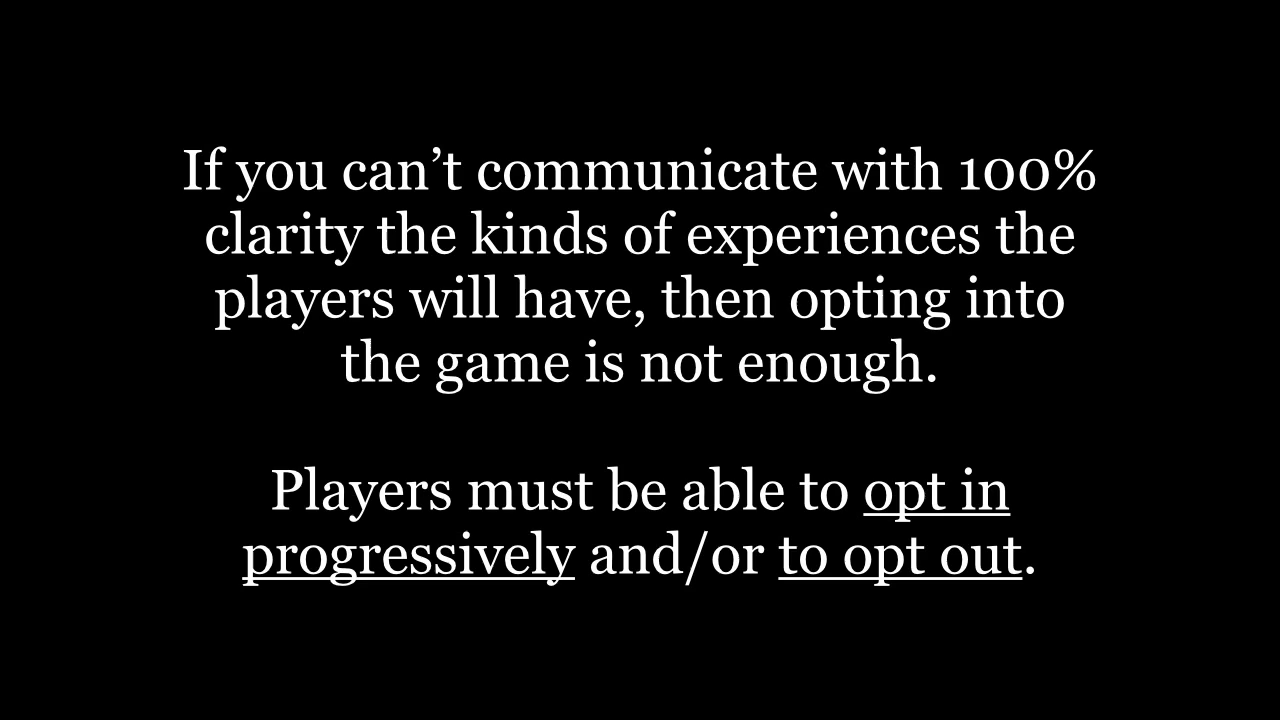 If you can’t communicate with 100%
clarity the kinds of experiences the
players will have, then opting into
the game is not enough.
Players must be able to opt in
progressively and/or to opt out.